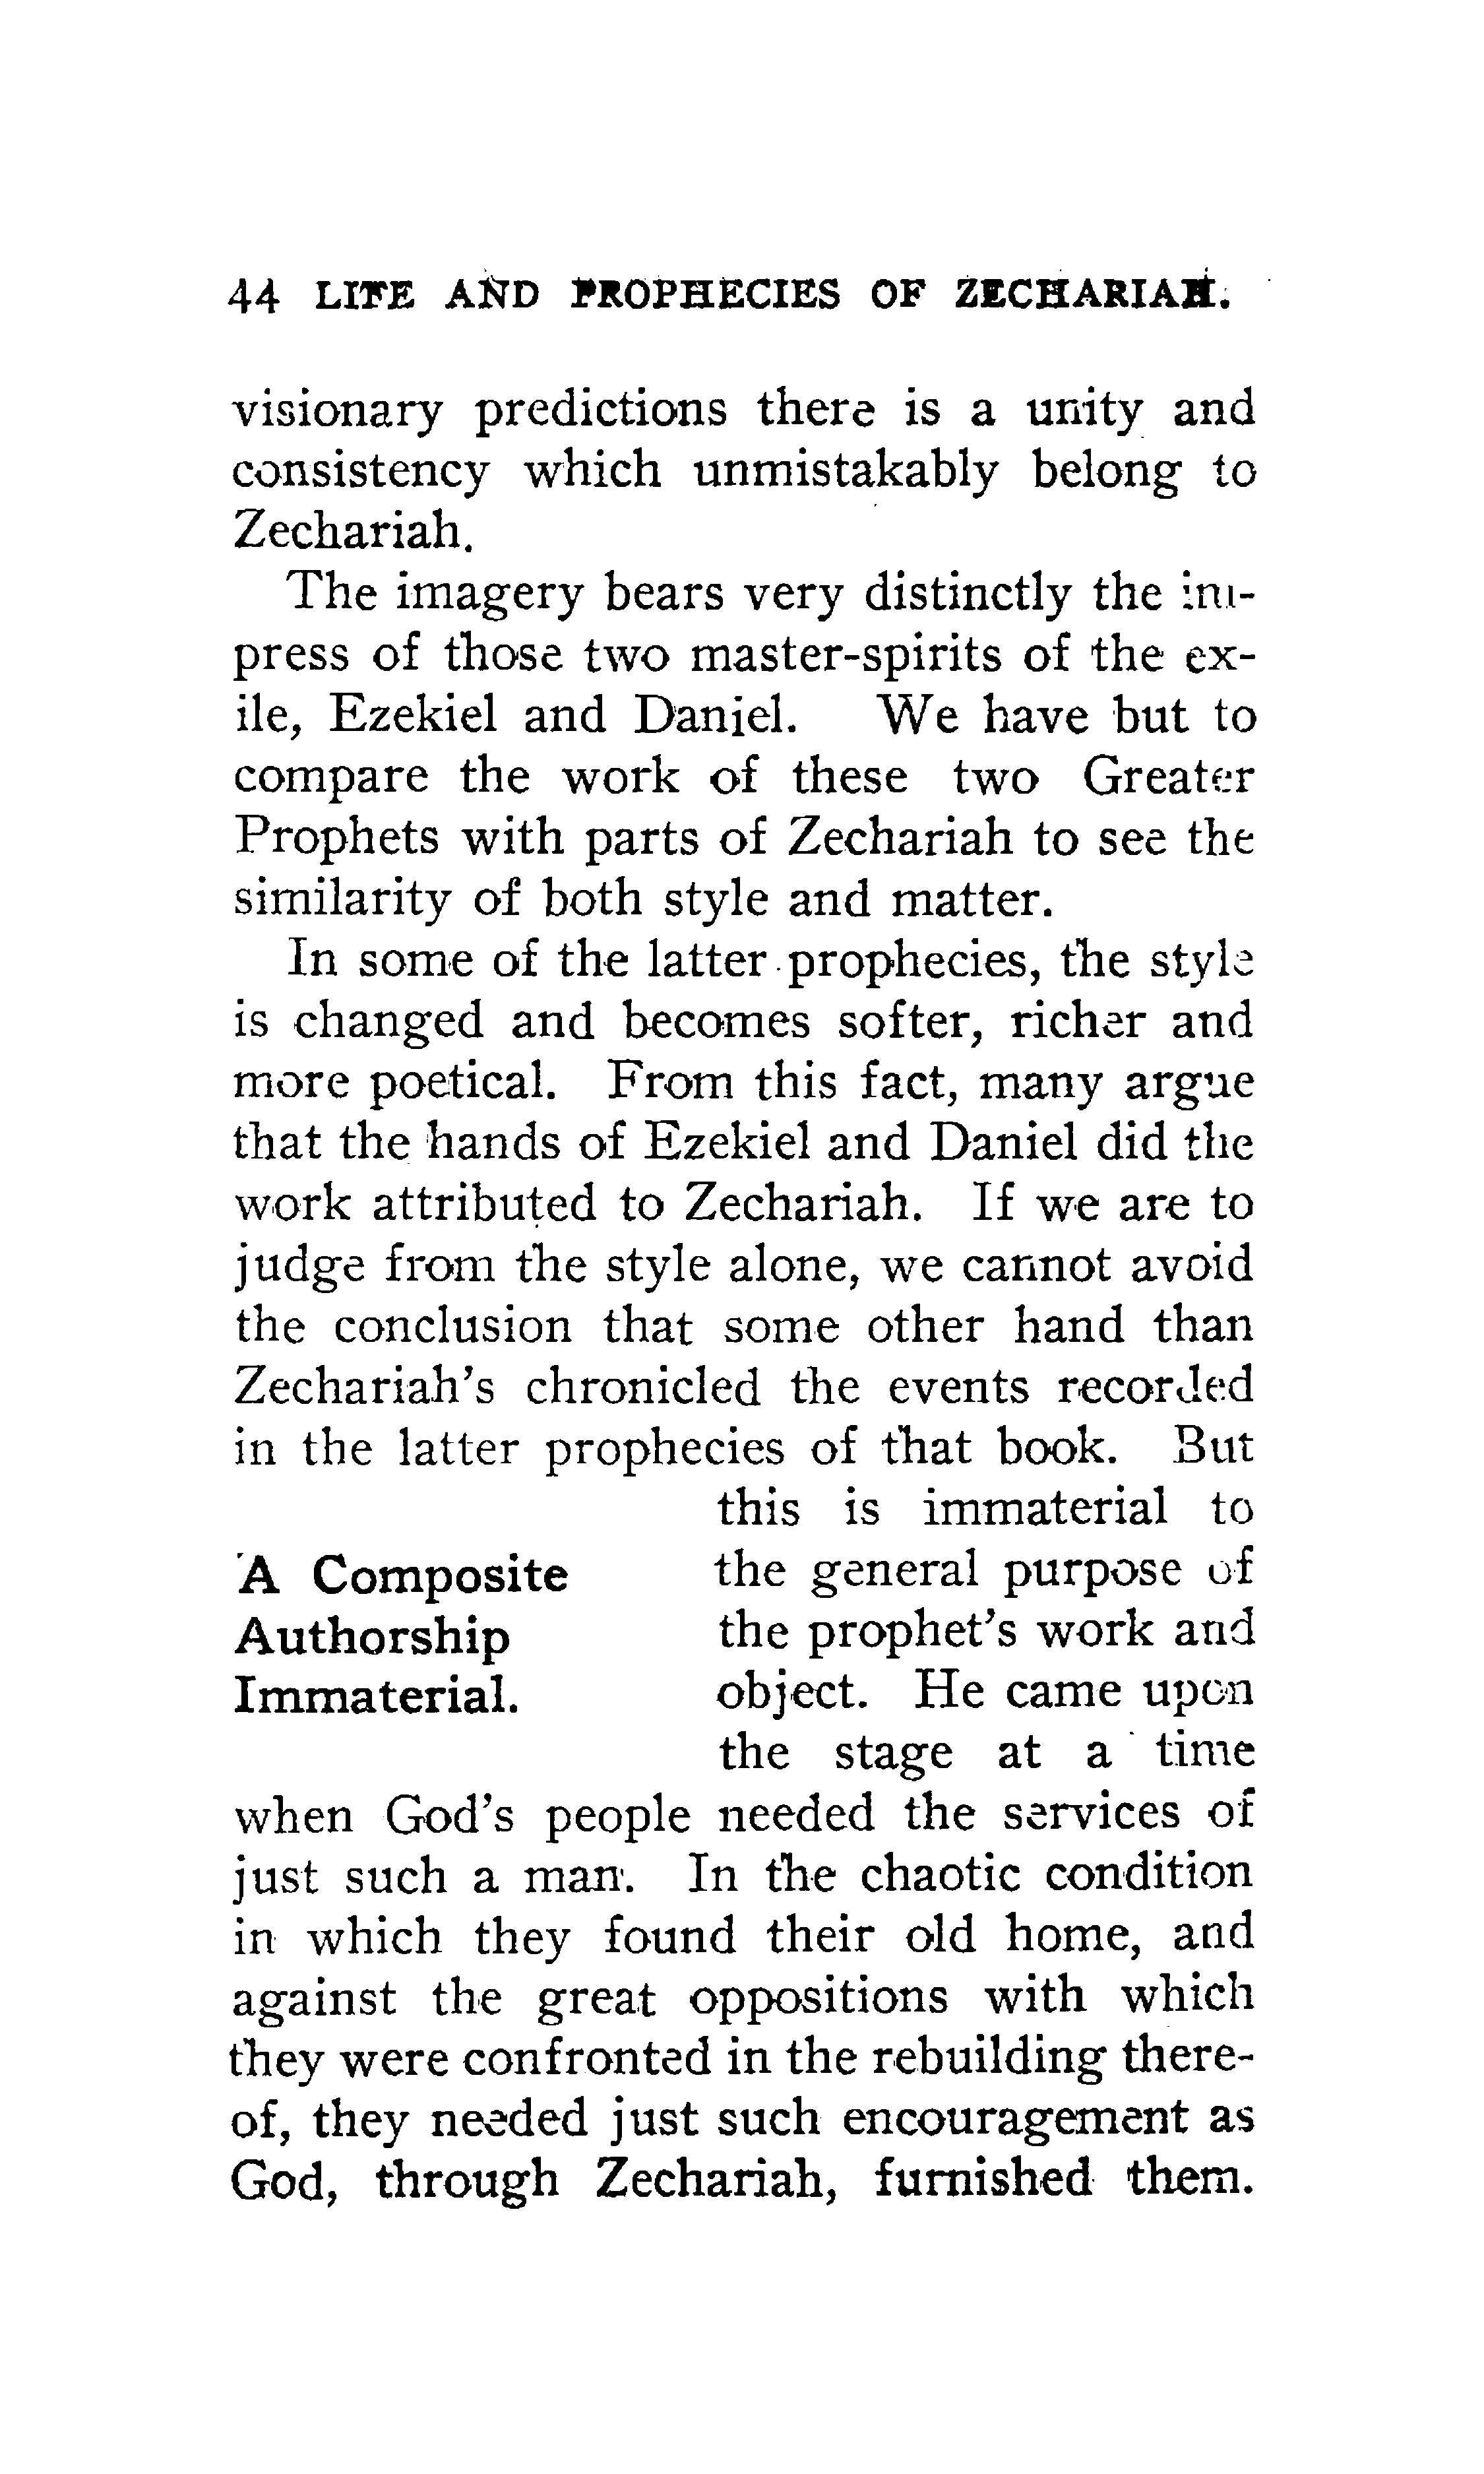 44 LIFE AND PROPHECIES OF ZECHARIAH.
visionary predictions there is a unity and
consistency which unmistakably belong to
Zechariah.
The imagery bears very distinctly the im-
press of those two master-spirits of the ex-
ile, Ezekiel and Daniel. We have but to
compare the work of these two Greater
Prophets with parts of Zechariah to see the
similarity of both style and matter.
In some of the latter prophecies, the style
is changed and becomes softer, richer and
more poetical. From this fact, many argue
that the hands of Ezekiel and Daniel did the
work attributed to Zechariah. If we are to
judge from the style alone, we cannot avoid
the conclusion that some other hand than
Zechariah's chronicled the events recorded
in the latter prophecies of that book. But
A Composite
Authorship
Immaterial.
this is immaterial to
the general purpose of
the prophet's work and
object. He came upon
the stage at a time
when God's people needed the services of
just such a man. In the chaotic condition
in which they found their old home, and
against the great oppositions with which
they were confronted in the rebuilding there-
of, they needed just such encouragement as
God, through Zechariah, furnished them.